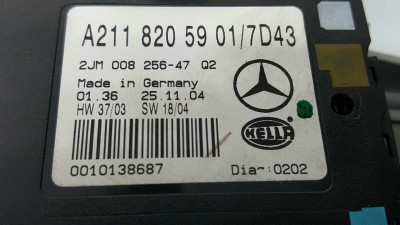 A211 820 59 01/7D43
2JM 008 256-47 Q2
Made in Germany
01.36 25.11.04
HW 37/03 SW 18/04
HELLA
0010138687
Dia-:0202